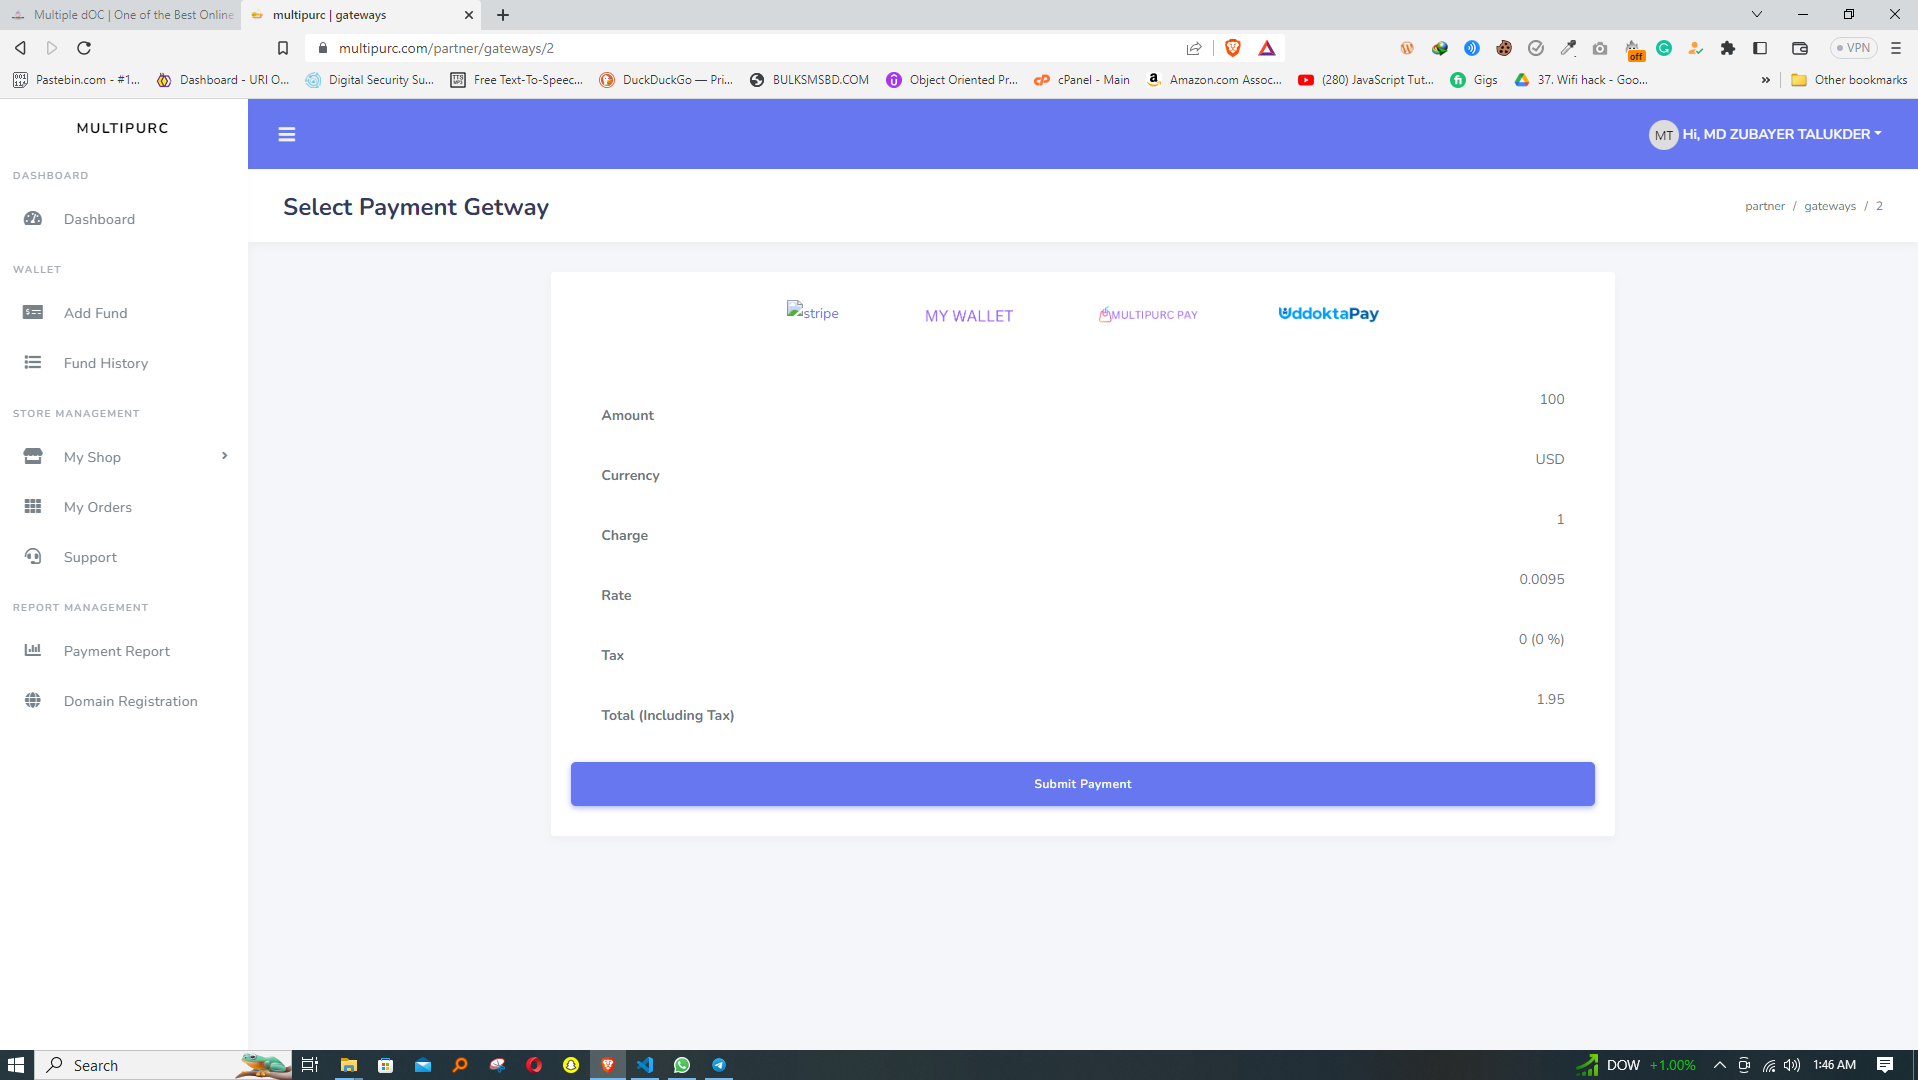 Multiple dOC | One of the Best Online
multipurc | gateways
multipurc.com/partner/gateways/2
VPN
off
Pastebin.com - #1...
Dashboard - URI O...
Digital Security Su...
Free Text-To-Speec...
DuckDuckGo — Pri...
BULKSMSBD.COM
Object Oriented Pr...
cPanel - Main
Amazon.com Assoc...
(280) JavaScript Tut...
Gigs
37. Wifi hack - Goo...
Other bookmarks
MULTIPURC
MT Hi, MD ZUBAYER TALUKDER
DASHBOARD
Dashboard
WALLET
Add Fund
Fund History
STORE MANAGEMENT
My Shop
My Orders
Support
REPORT MANAGEMENT
Payment Report
Domain Registration
Select Payment Getway
partner / gateways / 2
stripe
MY WALLET
MULTIPURC PAY
UddoktaPay
Amount 100
Currency USD
Charge 1
Rate 0.0095
Tax 0 (0 %)
Total (Including Tax) 1.95
Submit Payment
Search
DOW +1.00%
1:46 AM